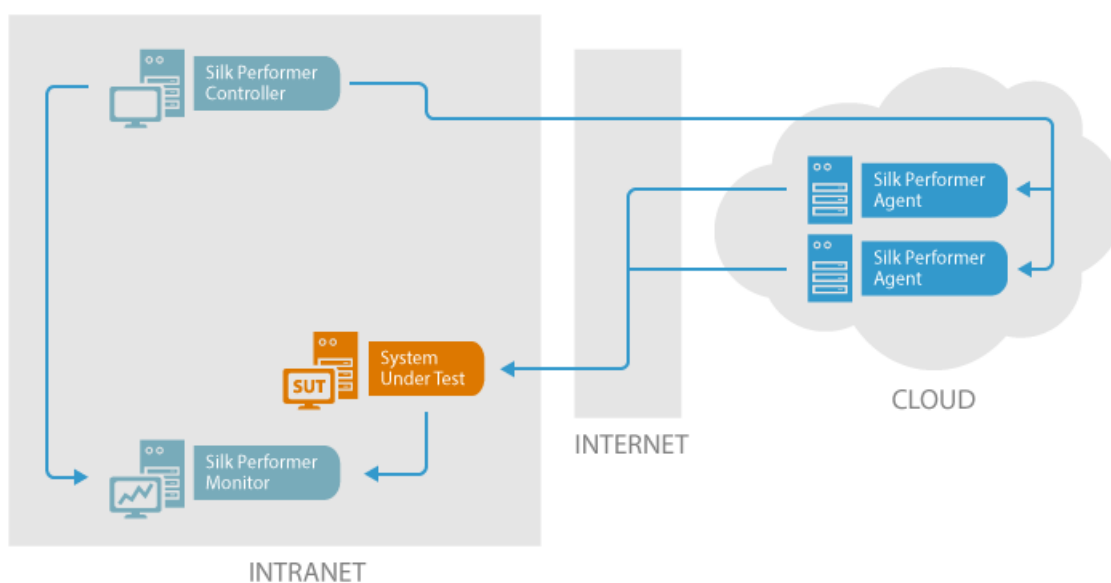 Silk Performer
Controller
Silk Performer
Agent
Silk Performer
Agent
SUT
System
Under Test
CLOUD
INTERNET
Silk Performer
Monitor
INTRANET